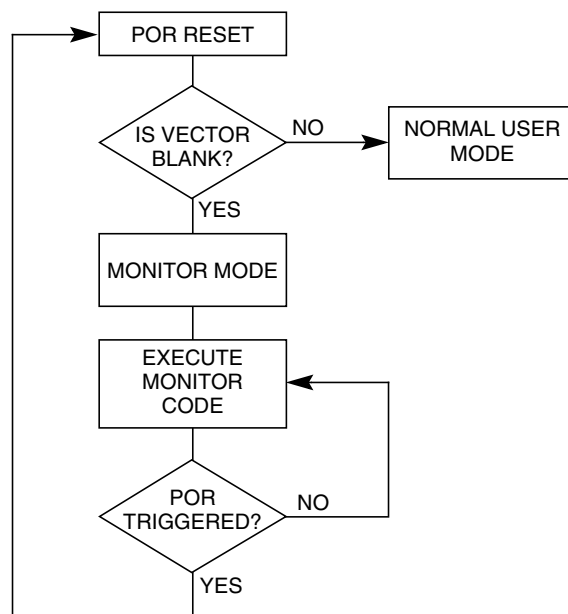 POR RESET
IS VECTOR
BLANK?
NO
NORMAL USER
MODE
YES
MONITOR MODE
EXECUTE
MONITOR
CODE
POR
TRIGGERED?
NO
YES